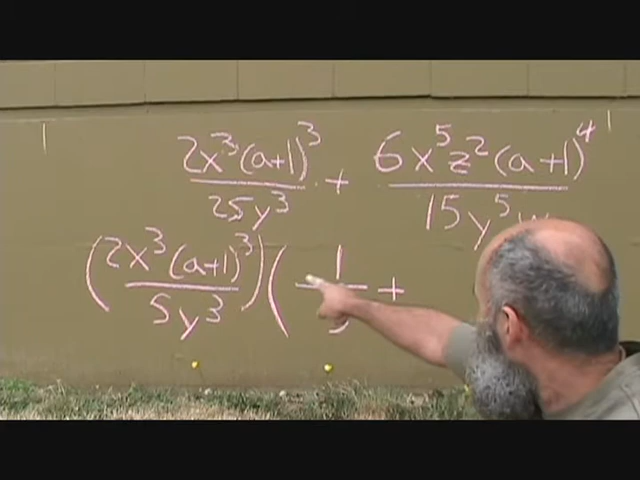 2x³(a+1)³/25y³ + 6x⁵z²(a+1)⁴/15y⁵
(2x³(a+1)³/5y³)(1/ +